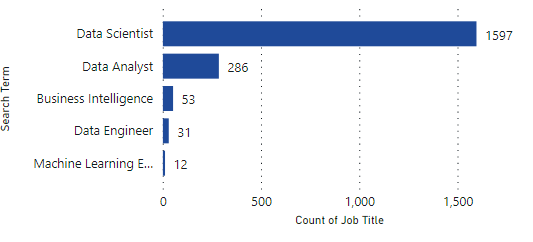 Search Term
Data Scientist 1597
Data Analyst 286
Business Intelligence 53
Data Engineer 31
Machine Learning E... 12
0 500 1,000 1,500
Count of Job Title